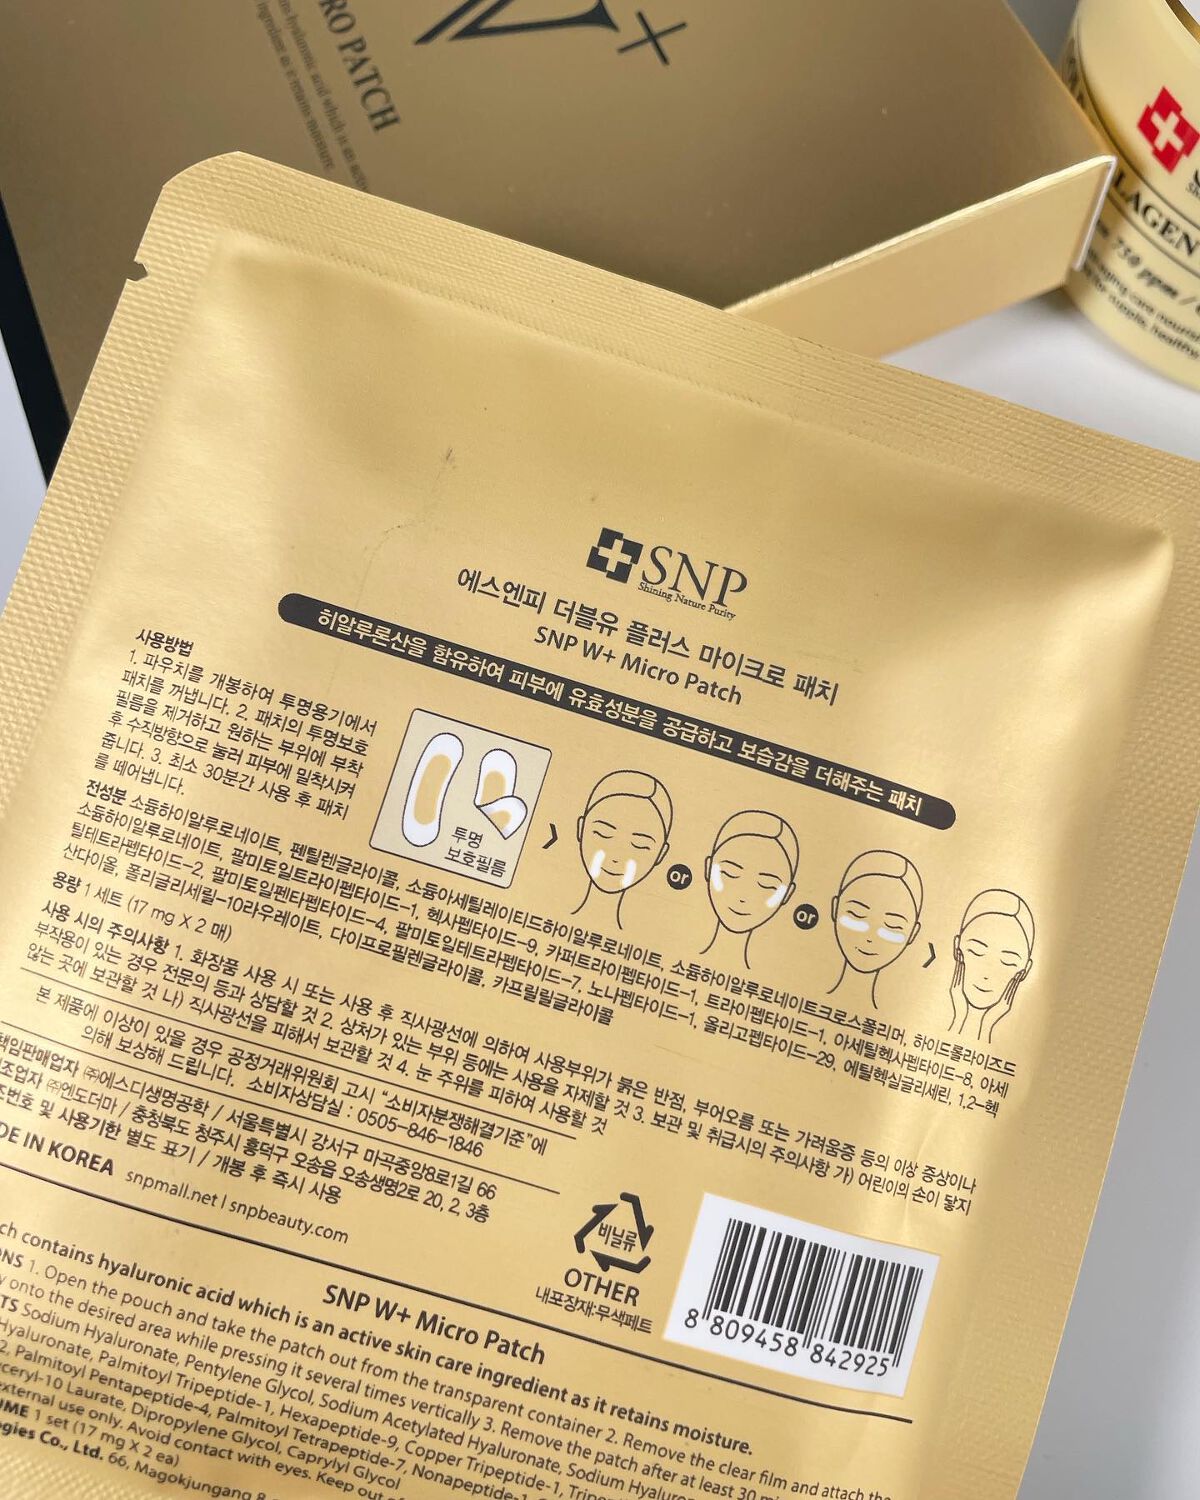 RO PATCH
ingredient as it retains moisture.
W+
LAGEN
750 ppm /
SNP
Shining Nature Purity
에스엔피 더블유 플러스 마이크로 패치
SNP W+ Micro Patch
히알루론산을 함유하여 피부에 유효성분을 공급하고 보습감을 더해주는 패치
사용방법
1. 파우치를 개봉하여 투명용기에서
패치를 꺼냅니다. 2. 패치의 투명보호
필름을 제거하고 원하는 부위에 부착
후 수직방향으로 눌러 피부에 밀착시켜
줍니다. 3. 최소 30분간 사용 후 패치
를 떼어냅니다.
투명
보호필름
or
or
전성분 소듐하이알루로네이트, 펜틸렌글라이콜, 소듐아세틸레이티드하이알루로네이트, 소듐하이알루로네이트크로스폴리머, 하이드롤라이즈드
소듐하이알루로네이트, 팔미토일트라이펩타이드-1, 헥사펩타이드-9, 카퍼트라이펩타이드-1, 트라이펩타이드-1, 아세틸헥사펩타이드-8, 아세
틸테트라펩타이드-2, 팔미토일펜타펩타이드-4, 팔미토일테트라펩타이드-7, 노나펩타이드-1, 올리고펩타이드-29, 에틸헥실글리세린, 1,2-헥
산다이올, 폴리글리세릴-10라우레이트, 다이프로필렌글라이콜, 카프릴릴글라이콜
용량 1 세트 (17 mg X 2 매)
사용 시의 주의사항 1. 화장품 사용 시 또는 사용 후 직사광선에 의하여 사용부위가 붉은 반점, 부어오름 또는 가려움증 등의 이상 증상이나
부작용이 있는 경우 전문의 등과 상담할 것 2. 상처가 있는 부위 등에는 사용을 자제할 것 3. 보관 및 취급시의 주의사항 가) 어린이의 손이 닿지
않는 곳에 보관할 것 나) 직사광선을 피해서 보관할 것 4. 눈 주위를 피하여 사용할 것
본 제품에 이상이 있을 경우 공정거래위원회 고시 "소비자분쟁해결기준"에
의해 보상해 드립니다. 소비자상담실 : 0505-846-1846
책임판매업자 ㈜에스디생명공학 / 서울특별시 강서구 마곡중앙8로1길 66
조업자 ㈜엔도더마 / 충청북도 청주시 흥덕구 오송읍 오송생명2로 20, 2, 3층
조번호 및 사용기한 별도 표기 / 개봉 후 즉시 사용
DE IN KOREA snpmall.net l snpbeauty.com
비닐류
OTHER
내포장재:무색페트
8 809458 842925
SNP W+ Micro Patch
ch contains hyaluronic acid which is an active skin care ingredient as it retains moisture.
ONS 1. Open the pouch and take the patch out from the transparent container 2. Remove the clear film and attach the
y onto the desired area while pressing it several times vertically 3. Remove the patch after at least 30
TS Sodium Hyaluronate, Pentylene Glycol, Sodium Acetylated Hyaluronate, Sodium
Hyaluronate, Palmitoyl Tripeptide-1, Hexapeptide-9, Copper Tripeptide-1,
2, Palmitoyl Pentapeptide-4, Palmitoyl Tetrapeptide-7, Nonapeptide-1,
ceryl-10 Laurate, Dipropylene Glycol, Caprylyl Glycol
external use only. Avoid contact with eyes. Keep out
UME 1 set (17 mg X 2 ea)
ogies Co., Ltd. 66, Magokjungang